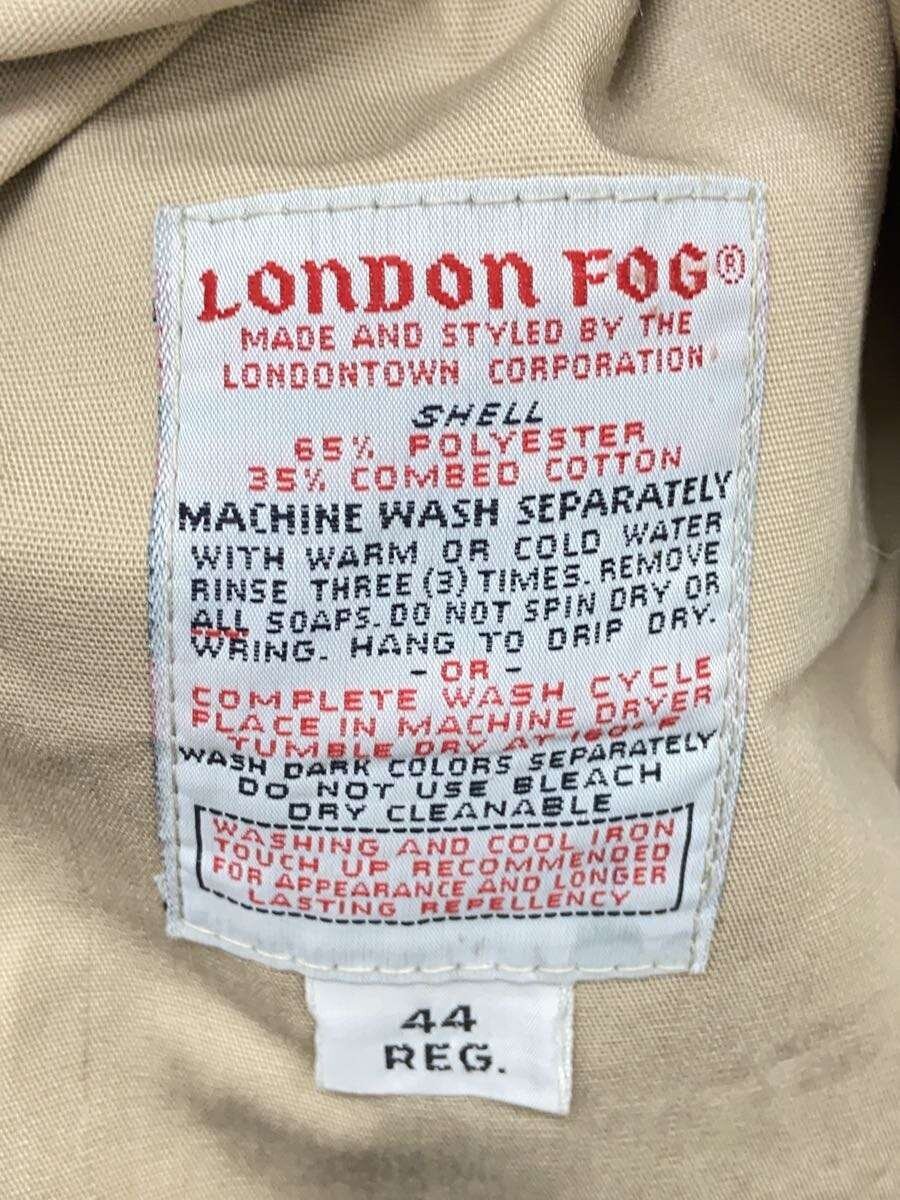 LONDON FOG®
MADE AND STYLED BY THE
LONDONTOWN CORPORATION
SHELL
65% POLYESTER
35% COMBED COTTON
MACHINE WASH SEPARATELY
WITH WARM OR COLD WATER
RINSE THREE (3) TIMES. REMOVE
ALL SOAPS. DO NOT SPIN DRY OR
WRING. HANG TO DRIP DRY.
- OR -
COMPLETE WASH CYCLE
PLACE IN MACHINE DRYER
TUMBLE DRY AT 160° F
WASH DARK COLORS SEPARATELY
DO NOT USE BLEACH
DRY CLEANABLE
WASHING AND COOL IRON
TOUCH UP RECOMMENDED
FOR APPEARANCE AND LONGER
LASTING REPELLENCY
44
REG.